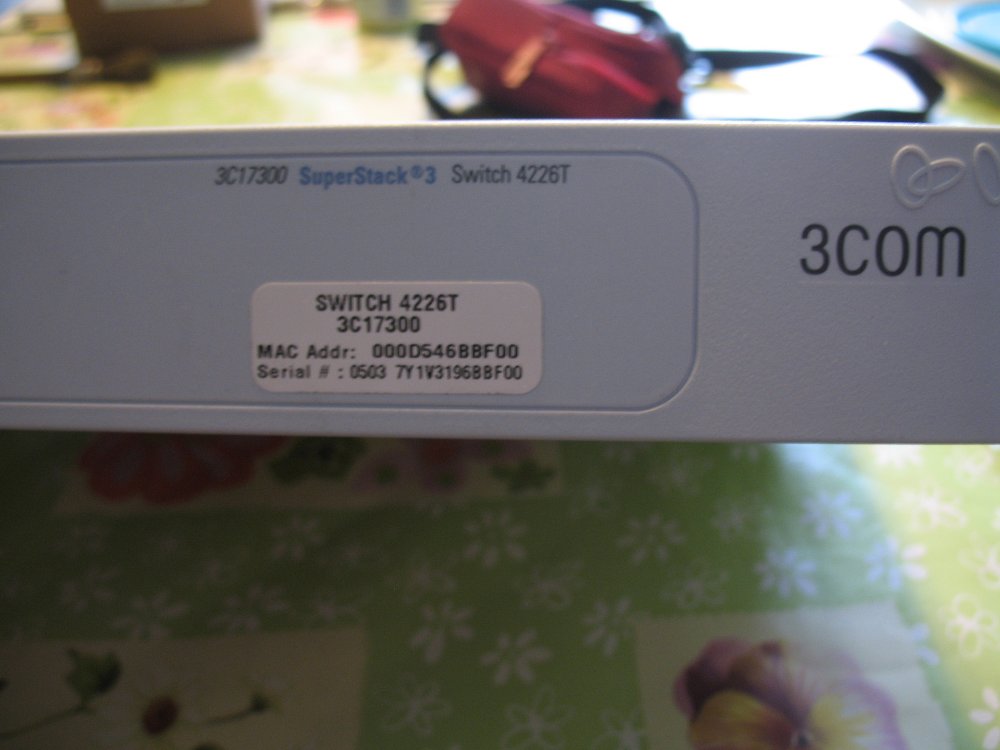 3C17300 SuperStack®3 Switch 4226T
3COM
SWITCH 4226T
3C17300
MAC Addr: 000D546BBF00
Serial # : 0503 7Y1V3196BBF00